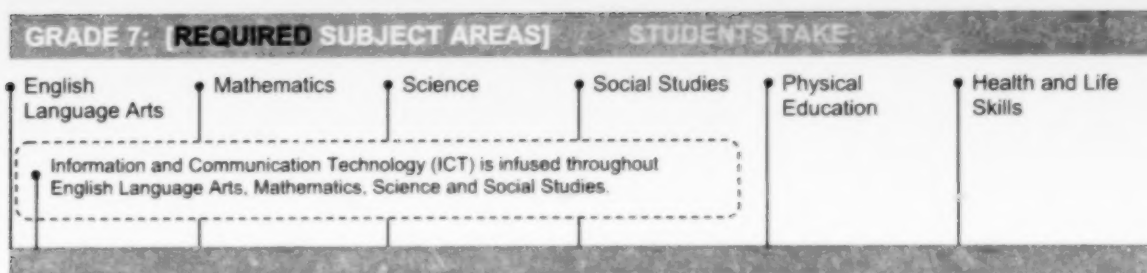 GRADE 7: [REQUIRED SUBJECT AREAS] STUDENTS TAKE:
English
Language Arts
Mathematics
Science
Social Studies
Physical
Education
Health and Life
Skills
Information and Communication Technology (ICT) is infused throughout
English Language Arts, Mathematics, Science and Social Studies.